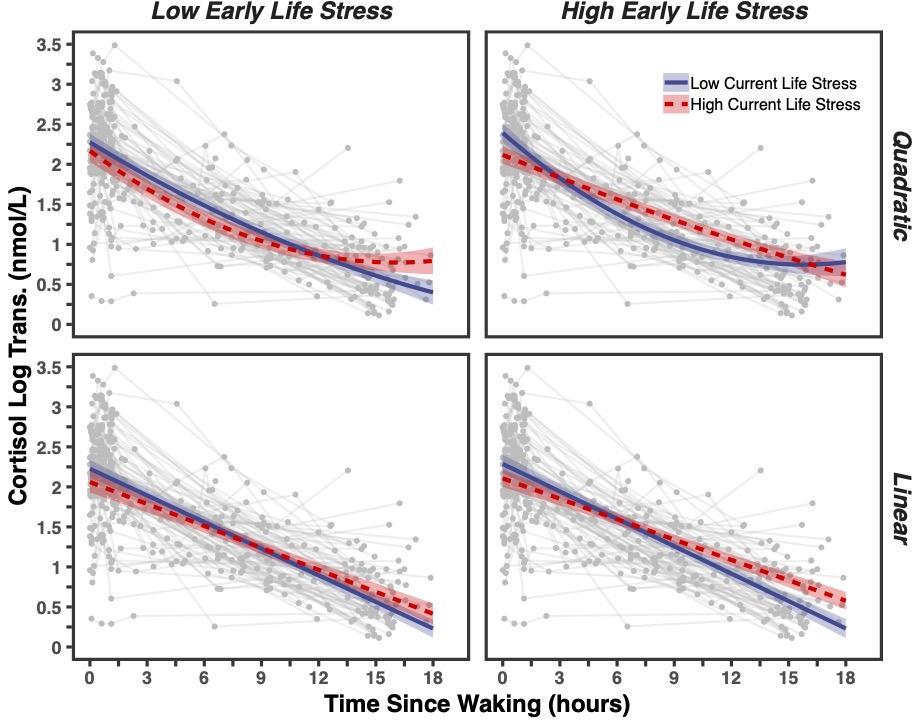 Low Early Life Stress
High Early Life Stress
3.5
3
2.5
2
1.5
1
0.5
0
Low Current Life Stress
High Current Life Stress
Quadratic
Cortisol Log Trans. (nmol/L)
3.5
3
2.5
2
1.5
1
0.5
0
Linear
0 3 6 9 12 15 18
0 3 6 9 12 15 18
Time Since Waking (hours)